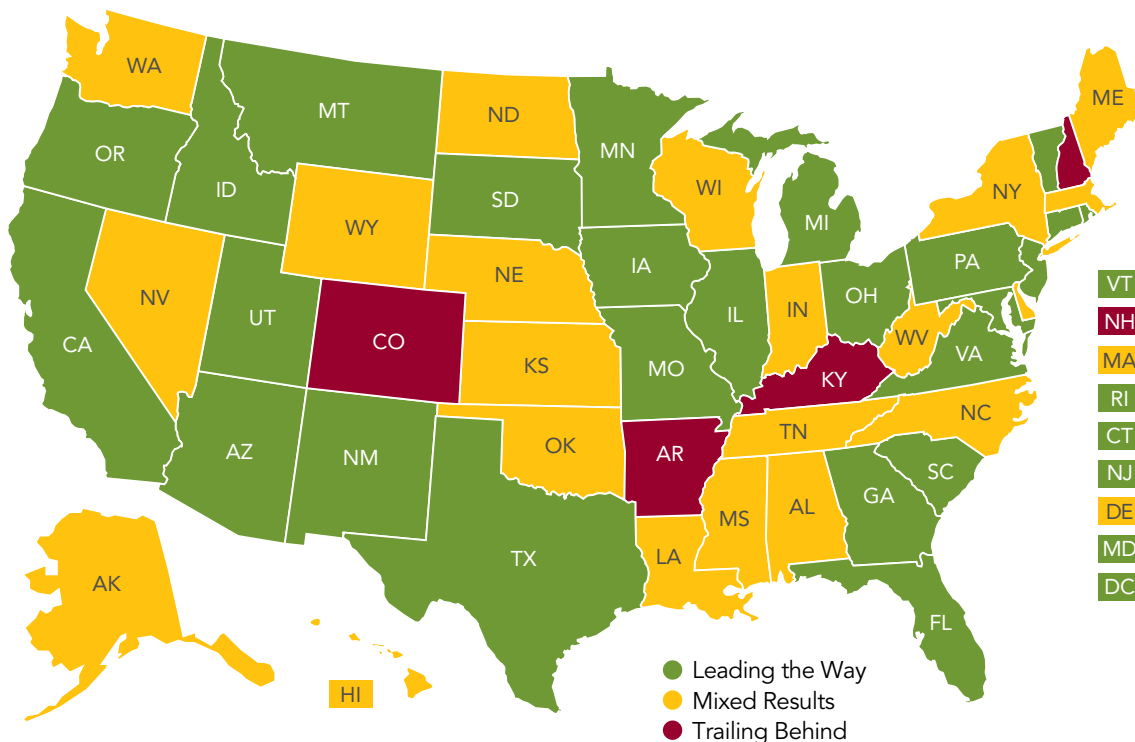 WA
MT
ND
ME
OR
MN
ID
SD
WI
NY
WY
MI
IA
PA
NE
NV
OH
IL
IN
UT
CA
CO
WV
VA
KS
MO
KY
NC
TN
AZ
NM
OK
AR
SC
GA
MS
AL
TX
LA
FL
AK
HI
VT
NH
MA
RI
CT
NJ
DE
MD
DC
Leading the Way
Mixed Results
Trailing Behind